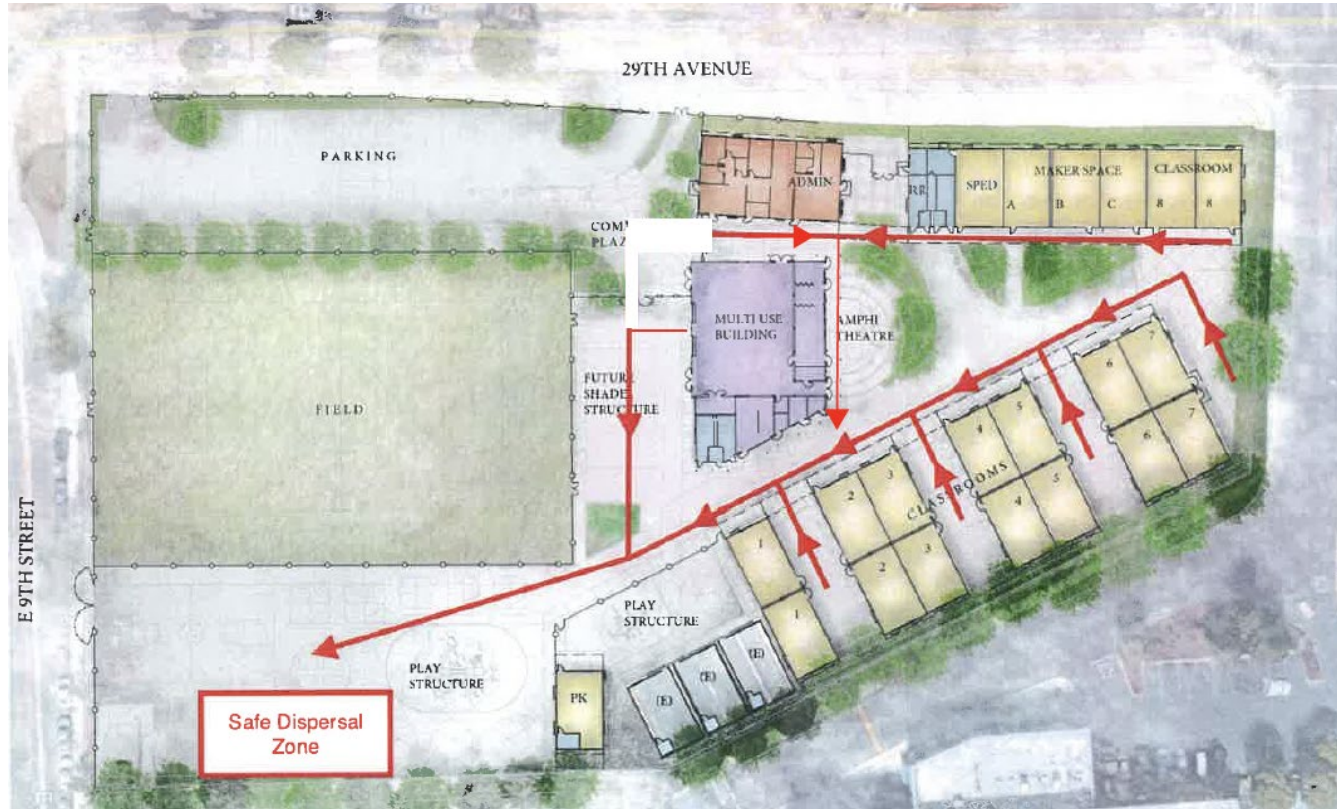 29TH AVENUE
PARKING
ADMIN
RR
SPED
MAKER SPACE
CLASSROOM
A
B
C
8
8
COM
PLAZ
MULTI USE
BUILDING
AMPHI
THEATRE
FUTURE
SHADE
STRUCTURE
FIELD
E 9TH STREET
7
6
7
6
5
4
5
4
CLASSROOMS
3
2
3
2
1
1
PLAY
STRUCTURE
PLAY
STRUCTURE
(E)
(E)
(E)
PK
Safe Dispersal
Zone